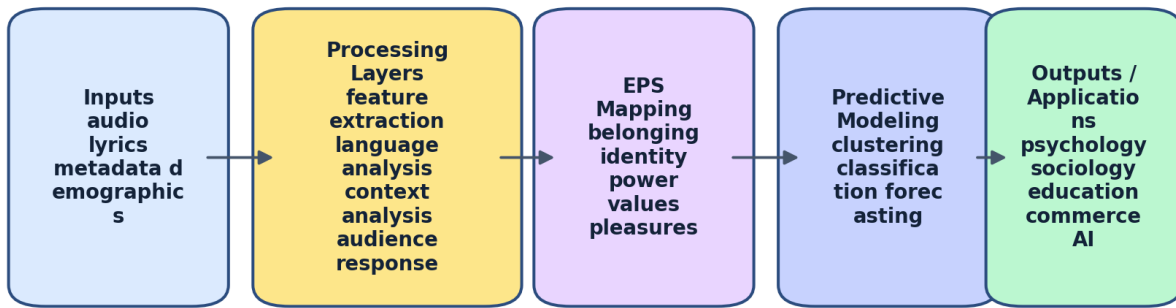 Inputs
audio
lyrics
metadata d
emographic
s
Processing
Layers
feature
extraction
language
analysis
context
analysis
audience
response
EPS
Mapping
belonging
identity
power
values
pleasures
Predictive
Modeling
clustering
classifica
tion forec
asting
Outputs /
Applicatio
ns
psychology
sociology
education
commerce
AI